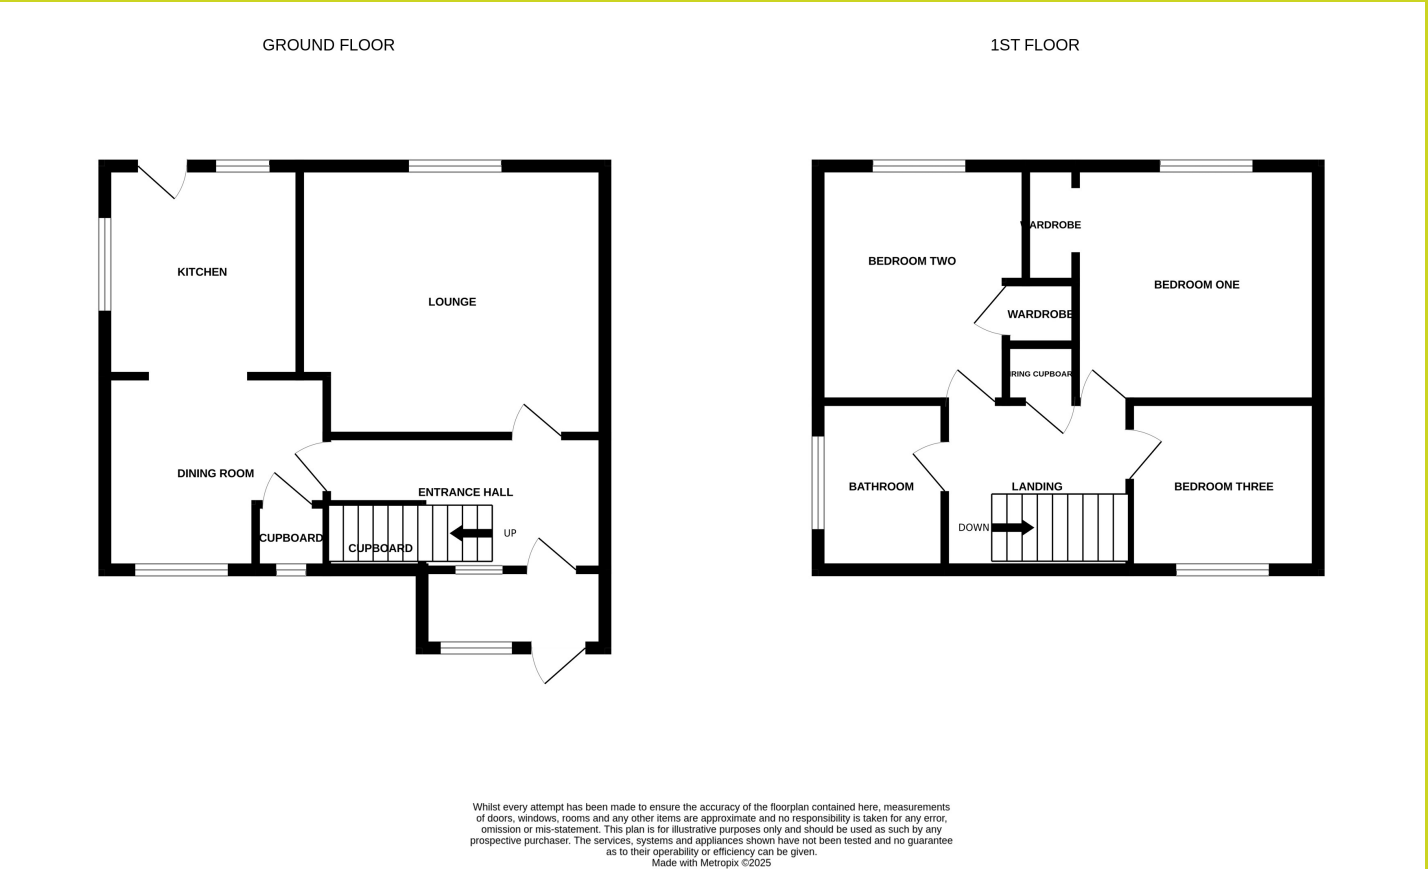 GROUND FLOOR
1ST FLOOR
KITCHEN
LOUNGE
DINING ROOM
ENTRANCE HALL
UP
CUPBOARD
CUPBOARD
BEDROOM TWO
WARDROBE
BEDROOM ONE
WARDROBE
AIRING CUPBOARD
BATHROOM
LANDING
BEDROOM THREE
DOWN
Whilst every attempt has been made to ensure the accuracy of the floorplan contained here, measurements
of doors, windows, rooms and any other items are approximate and no responsibility is taken for any error,
omission or mis-statement. This plan is for illustrative purposes only and should be used as such by any
prospective purchaser. The services, systems and appliances shown have not been tested and no guarantee
as to their operability or efficiency can be given.
Made with Metropix ©2025